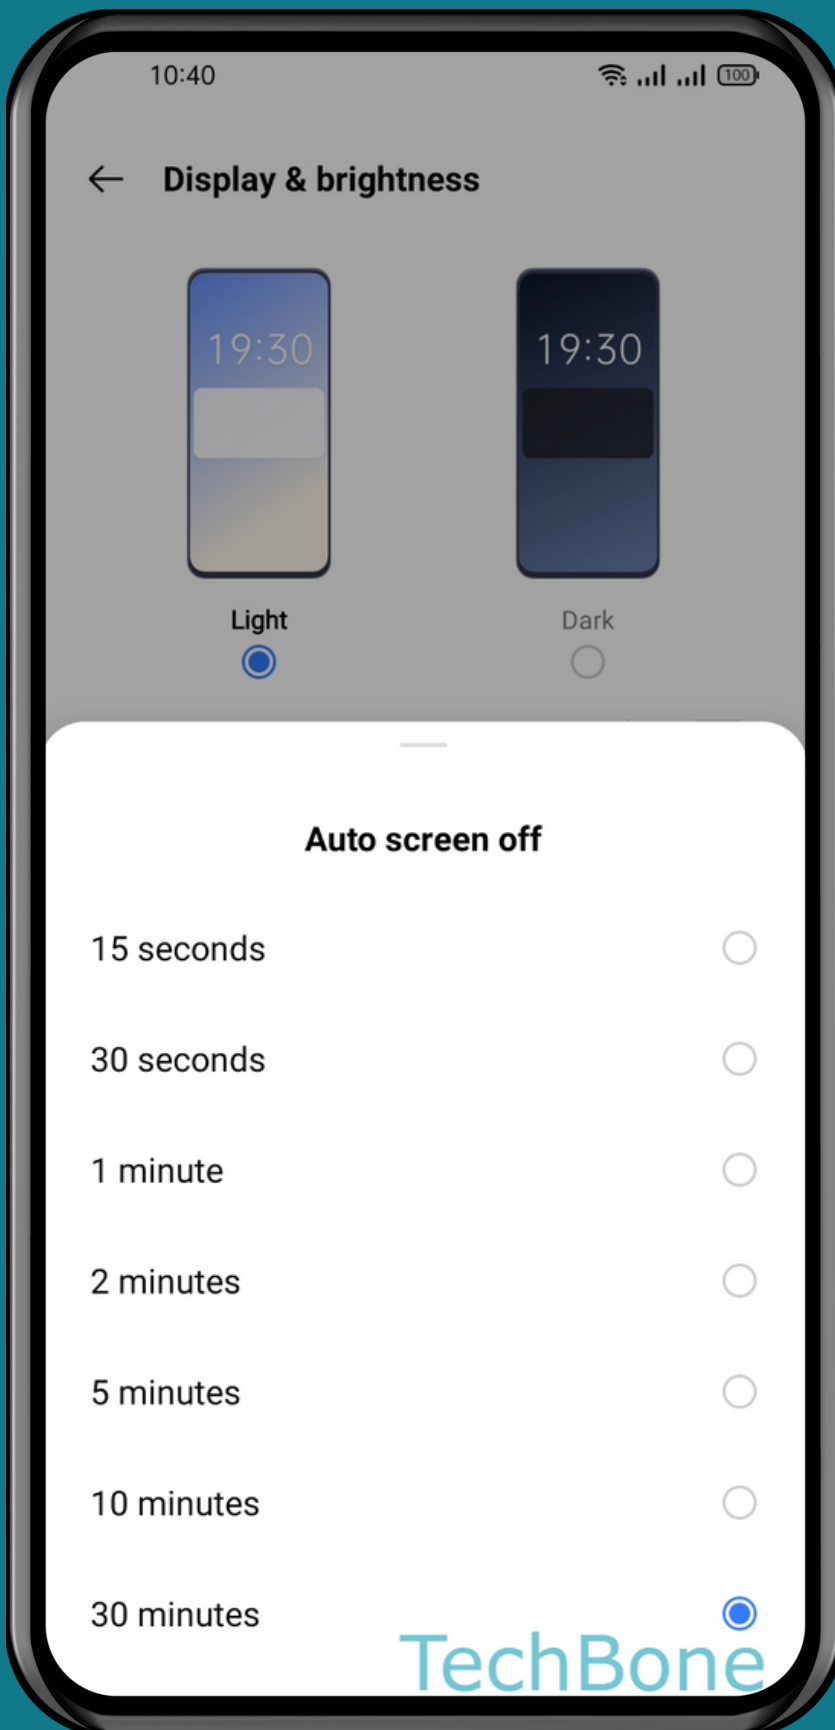 10:40
100
Display & brightness
19:30
19:30
Light
Dark
Auto screen off
15 seconds
30 seconds
1 minute
2 minutes
5 minutes
10 minutes
30 minutes
TechBone